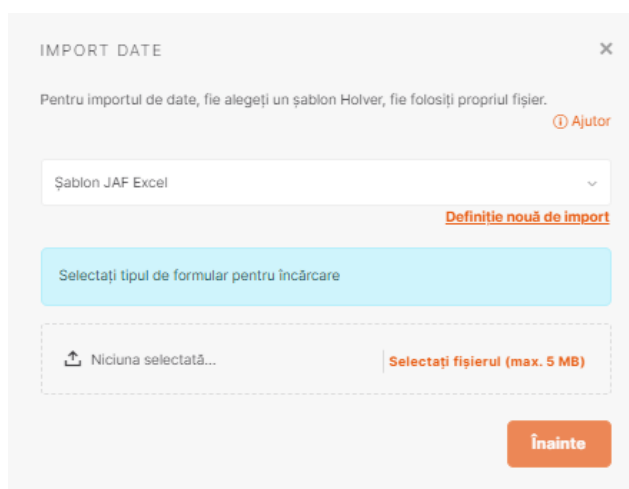 IMPORT DATE
Pentru importul de date, fie alegeți un șablon Holver, fie folosiți propriul fișier.
Ajutor
Șablon JAF Excel
Definiție nouă de import
Selectați tipul de formular pentru încărcare
Niciuna selectată...
Selectați fișierul (max. 5 MB)
Înainte